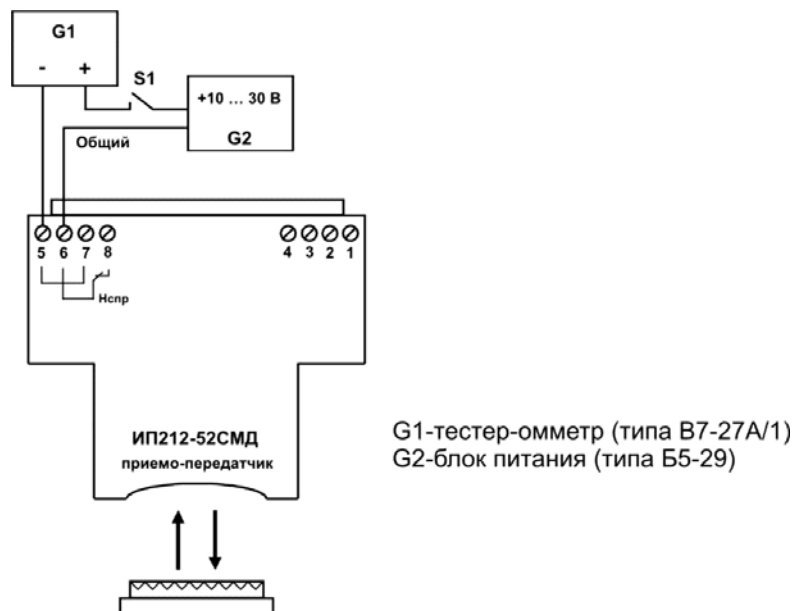 G1
- +
S1
+10 ... 30 В
G2
Общий
5 6 7 8
4 3 2 1
Нспр
ИП212-52СМД
приемо-передатчик
G1-тестер-омметр (типа В7-27А/1)
G2-блок питания (типа Б5-29)